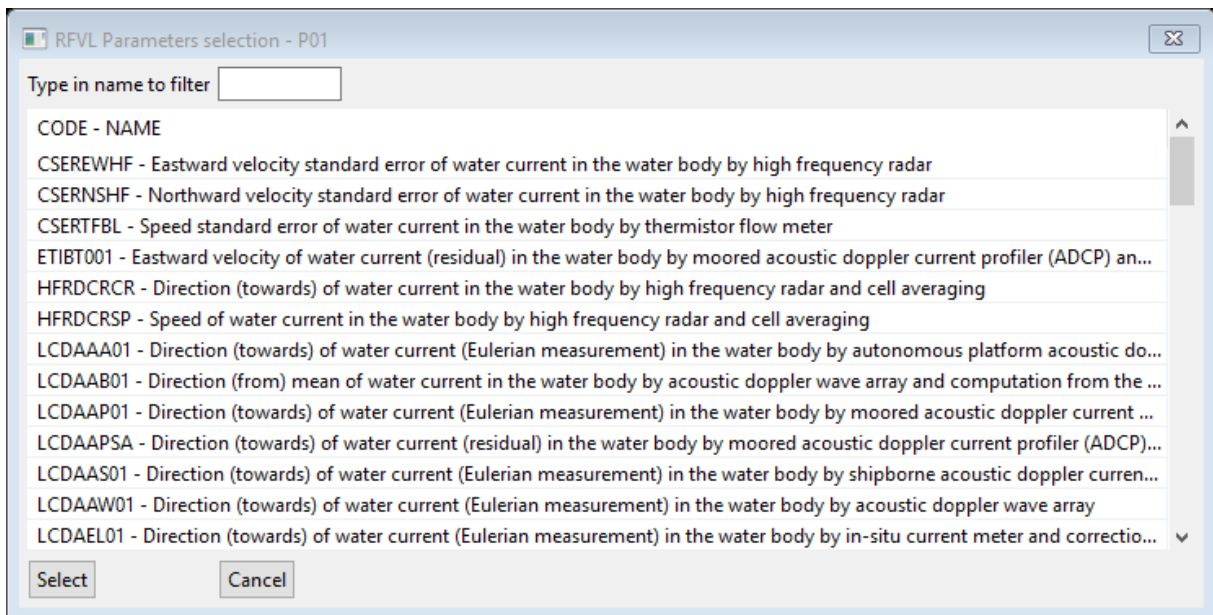 RFVL Parameters selection - P01
Type in name to filter
CODE - NAME
CSEREWHF - Eastward velocity standard error of water current in the water body by high frequency radar
CSERNSHF - Northward velocity standard error of water current in the water body by high frequency radar
CSERTFBL - Speed standard error of water current in the water body by thermistor flow meter
ETIBT001 - Eastward velocity of water current (residual) in the water body by moored acoustic doppler current profiler (ADCP) an...
HFRDCRCR - Direction (towards) of water current in the water body by high frequency radar and cell averaging
HFRDCRSP - Speed of water current in the water body by high frequency radar and cell averaging
LCDAAA01 - Direction (towards) of water current (Eulerian measurement) in the water body by autonomous platform acoustic do...
LCDAAB01 - Direction (from) mean of water current in the water body by acoustic doppler wave array and computation from the ...
LCDAAP01 - Direction (towards) of water current (Eulerian measurement) in the water body by moored acoustic doppler current ...
LCDAAPSA - Direction (towards) of water current (residual) in the water body by moored acoustic doppler current profiler (ADCP)...
LCDAAS01 - Direction (towards) of water current (Eulerian measurement) in the water body by shipborne acoustic doppler curren...
LCDAAW01 - Direction (towards) of water current (Eulerian measurement) in the water body by acoustic doppler wave array
LCDAEL01 - Direction (towards) of water current (Eulerian measurement) in the water body by in-situ current meter and correctio...
Select Cancel